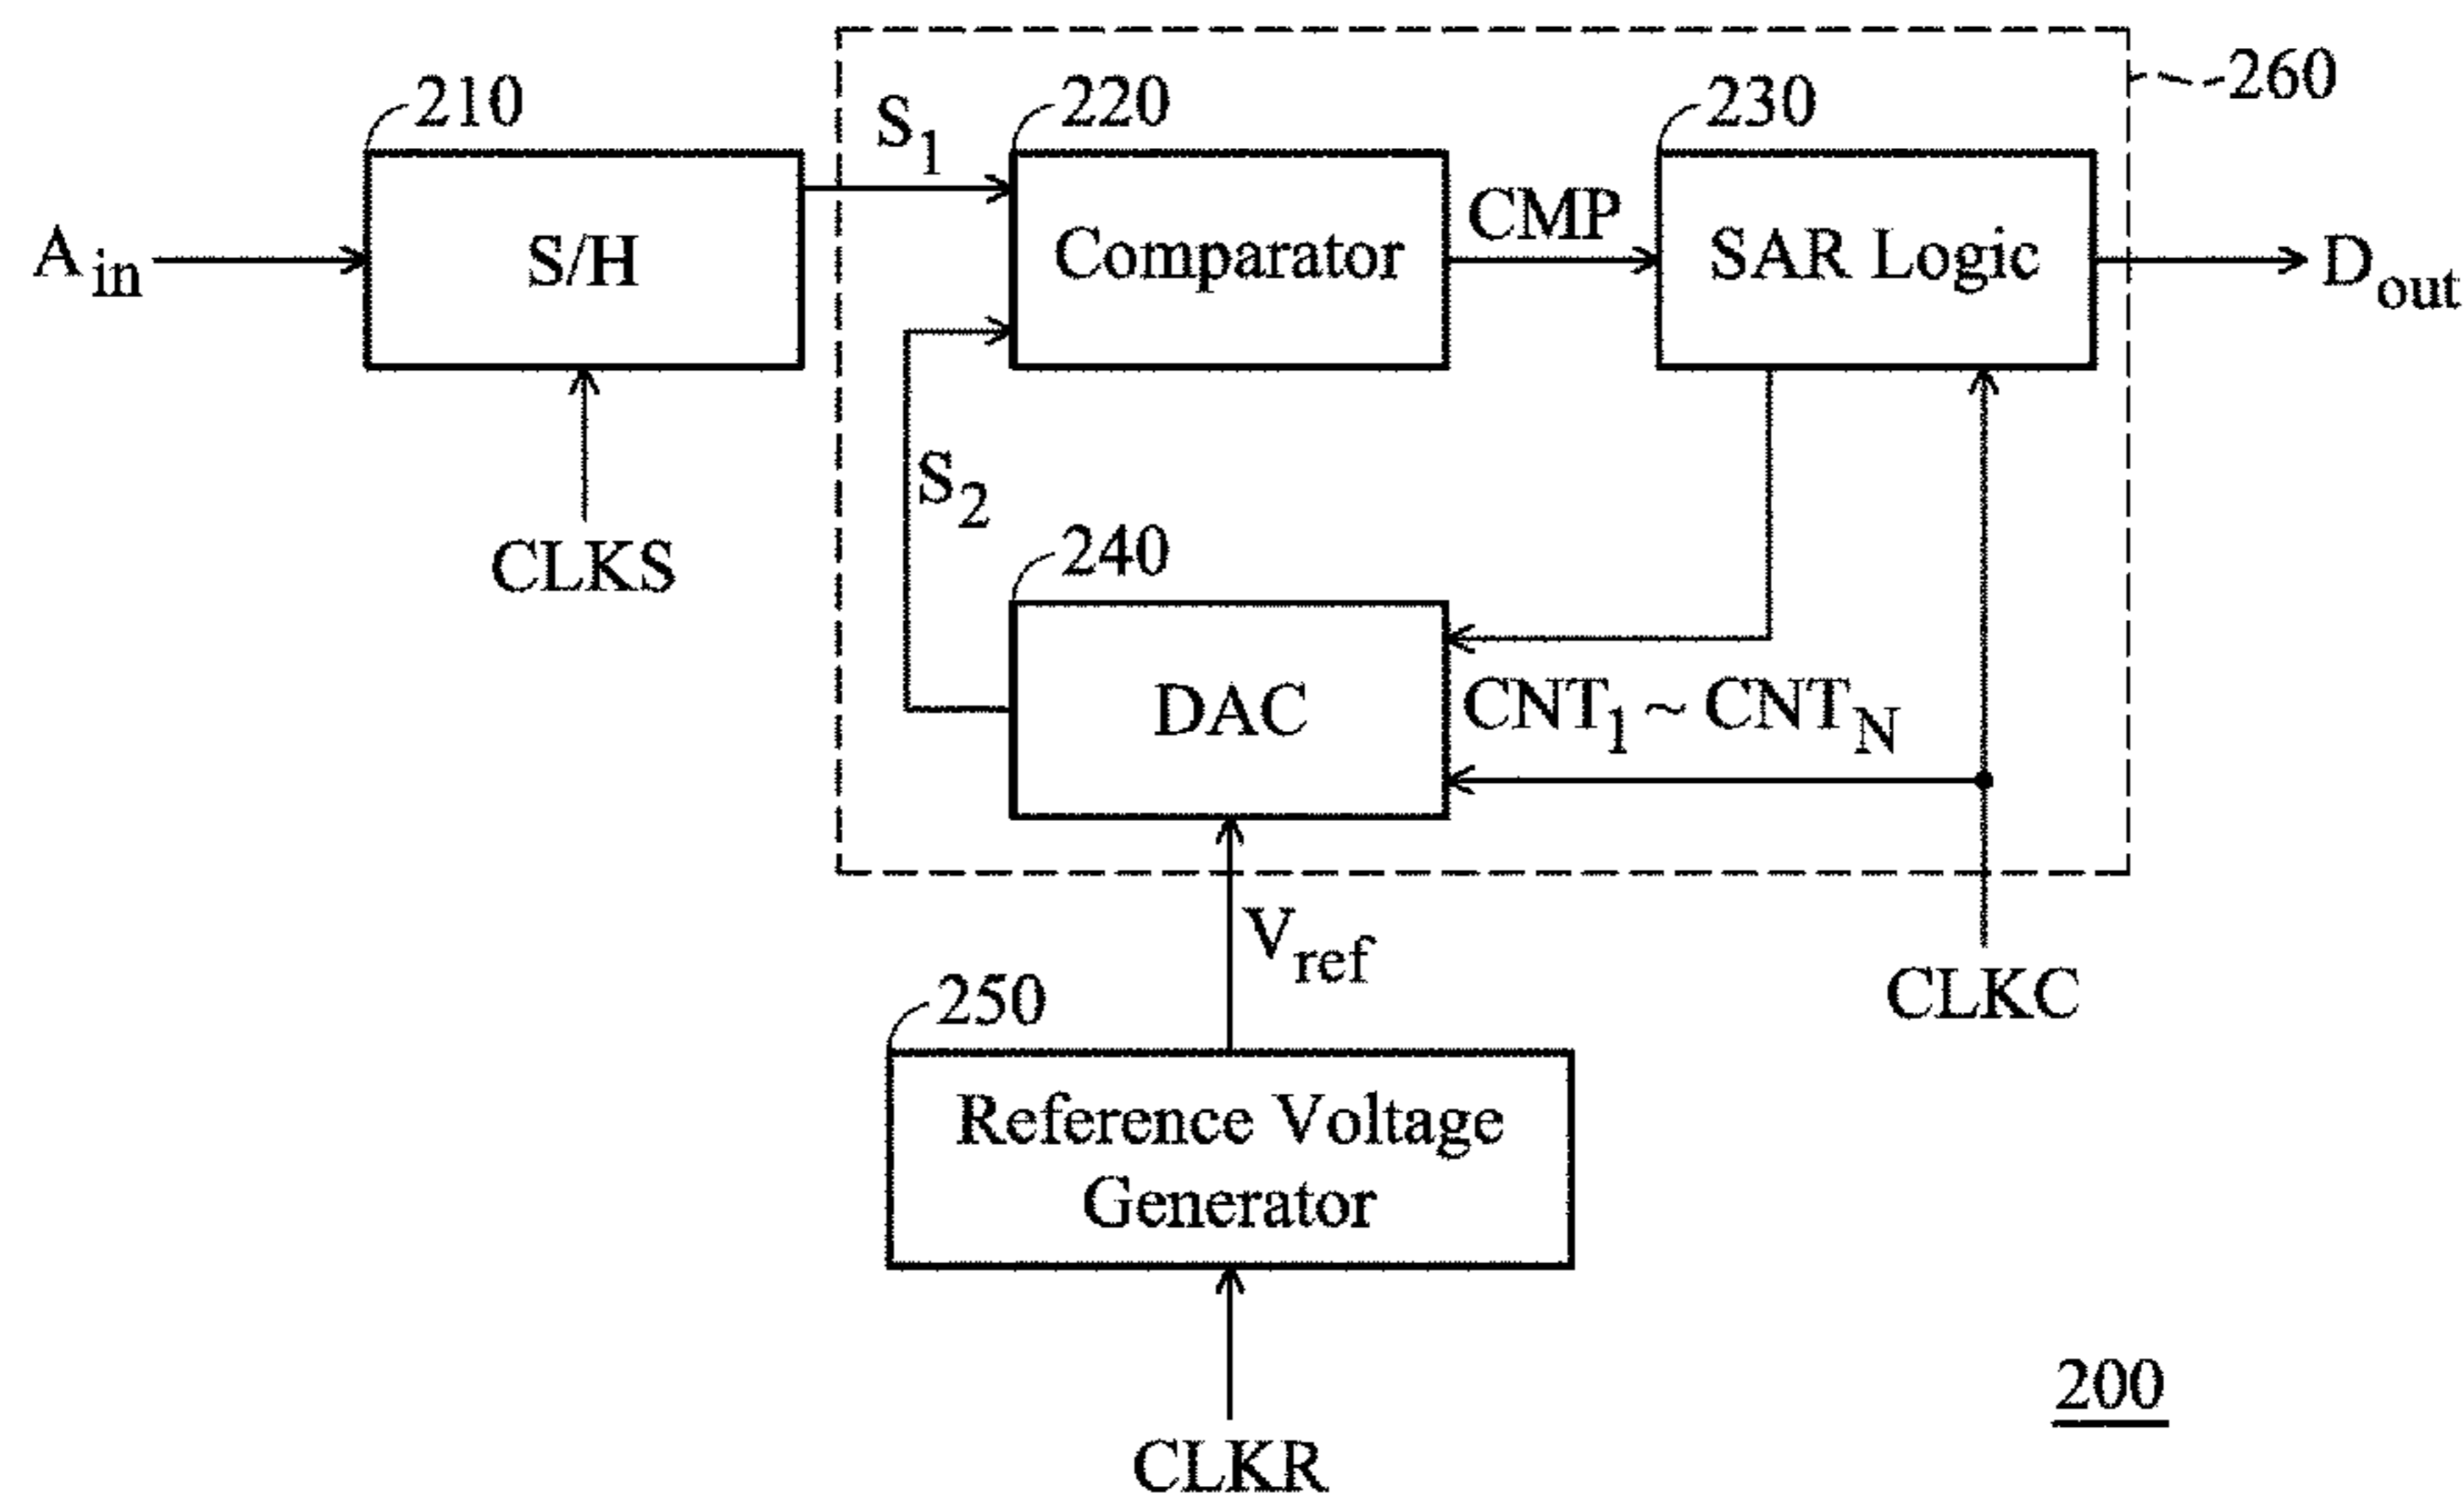 260
210
220
230
S1
Ain
S/H
Comparator
CMP
SAR Logic
Dout
S2
CLKS
240
DAC
CNT1 ~ CNTN
Vref
250
CLKC
Reference Voltage
Generator
200
CLKR